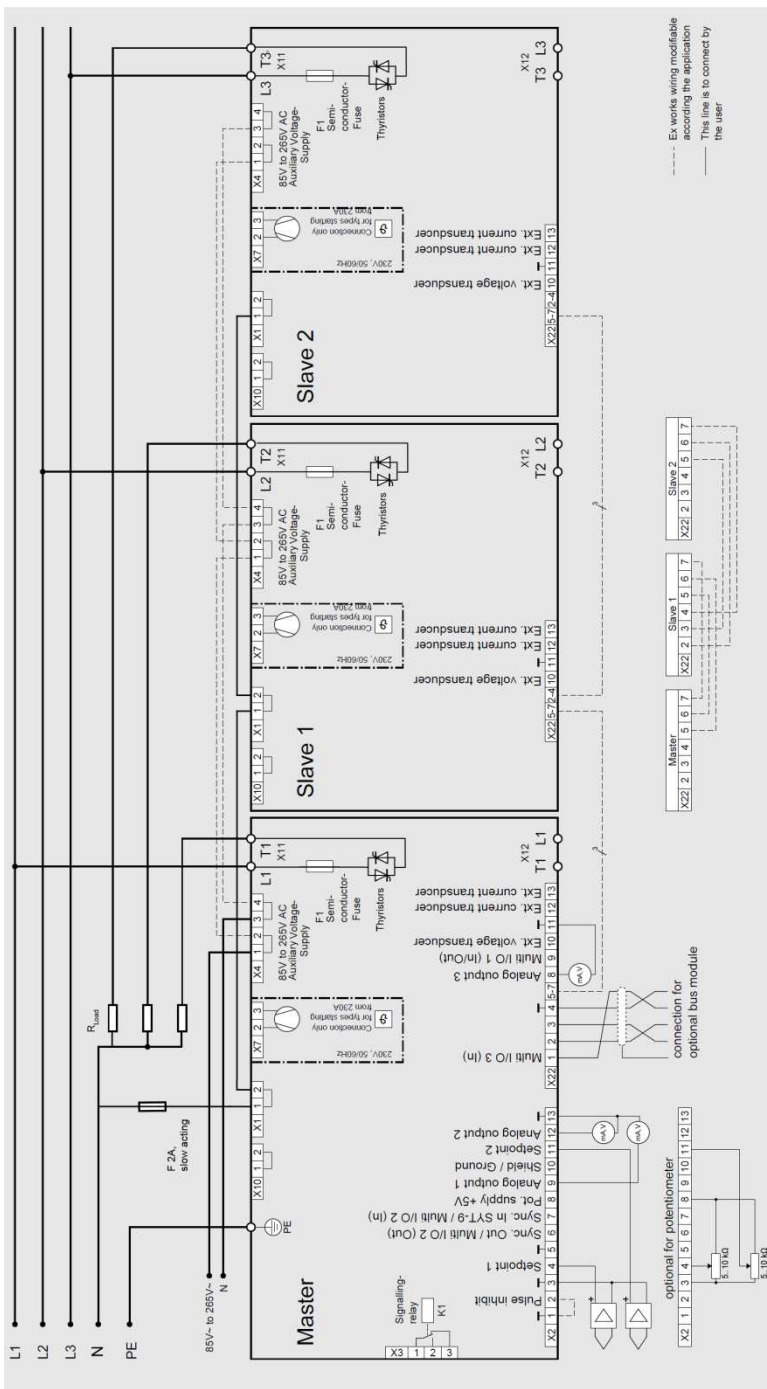 L1
L2
L3
N
PE
85V~ to 265V~
N
F 2A,
slow acting
RLoad
Master
PE
X10 1 2
X1 1 2
X7 2 3
230V, 50/60Hz
Connection only
for types starting
from 230A
X4 1 2 3 4
85V to 265V AC
Auxiliary Voltage-
Supply
L1 T1
X11
F1
Semi-
conductor-
Fuse
Thyristors
X12
T1 L1
Signalling-
relay
K1
X3 1 2 3
X2 1 2 3 4 5 6 7 8 9 10 11 12 13
Pulse inhibit
Setpoint 1
Sync. Out / Multi I/O 2 (Out)
Sync. In SYT-9 / Multi I/O 2 (In)
Pot. supply +5V
Analog output 1
Shield / Ground
Setpoint 2
Analog output 2
mA,V
mA,V
X22 1 2 3 4 5-7 8 9 10 11 12 13
Multi I/O 3 (In)
Analog output 3
Multi I/O 1 (In/Out)
Ext. voltage transducer
Ext. current transducer
Ext. current transducer
mA,V
3
connection for
optional bus module
optional for potentiometer
X2 1 2 3 4 5 6 7 8 9 10 11 12 13
5..10 kΩ
5..10 kΩ
Slave 1
X10 1 2
X1 1 2
X7 2 3
230V, 50/60Hz
Connection only
for types starting
from 230A
X4 1 2 3 4
85V to 265V AC
Auxiliary Voltage-
Supply
L2 T2
X11
F1
Semi-
conductor-
Fuse
Thyristors
X12
T2 L2
X22 5-7 2-4 10 11 12 13
Ext. voltage transducer
Ext. current transducer
Ext. current transducer
3
Slave 2
X10 1 2
X1 1 2
X7 2 3
230V, 50/60Hz
Connection only
for types starting
from 230A
X4 1 2 3 4
85V to 265V AC
Auxiliary Voltage-
Supply
L3 T3
X11
F1
Semi-
conductor-
Fuse
Thyristors
X12
T3 L3
X22 5-7 2-4 10 11 12 13
Ext. voltage transducer
Ext. current transducer
Ext. current transducer
Master
X22 2 3 4 5 6 7
Slave 1
X22 2 3 4 5 6 7
Slave 2
X22 2 3 4 5 6 7
Ex works wiring modifiable
according the application
This line is to connect by
the user